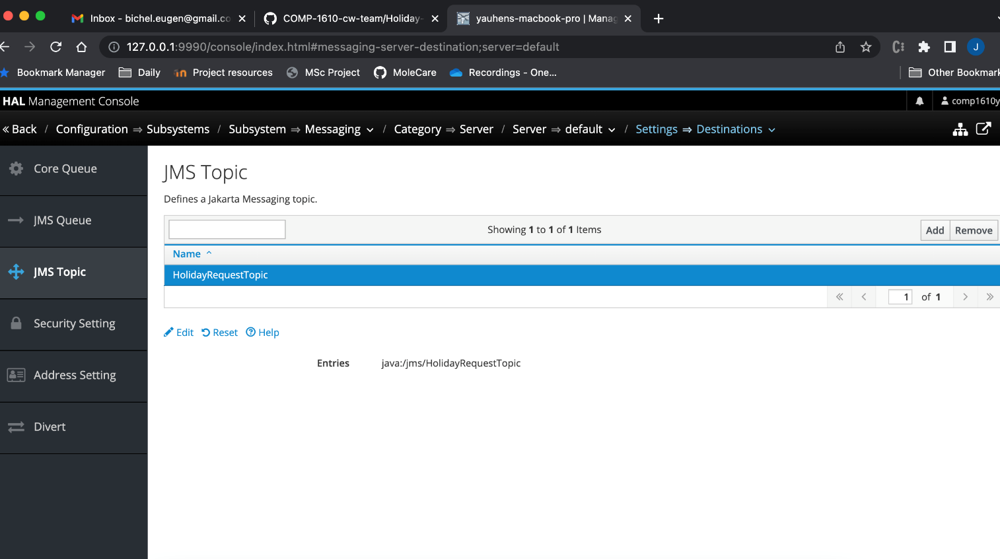 Inbox - bichel.eugen@gmail.co
COMP-1610-cw-team/Holiday-
yauhens-macbook-pro | Manag
127.0.0.1:9990/console/index.html#messaging-server-destination;server=default
J
Bookmark Manager
Daily
Project resources
MSc Project
MoleCare
Recordings - One...
Other Bookmark
HAL Management Console
comp1610y
« Back / Configuration ⇒ Subsystems / Subsystem ⇒ Messaging / Category ⇒ Server / Server ⇒ default / Settings ⇒ Destinations
Core Queue
JMS Queue
JMS Topic
Security Setting
Address Setting
Divert
JMS Topic
Defines a Jakarta Messaging topic.
Showing 1 to 1 of 1 Items
Add
Remove
Name
HolidayRequestTopic
1 of 1
Edit
Reset
Help
Entries java:/jms/HolidayRequestTopic